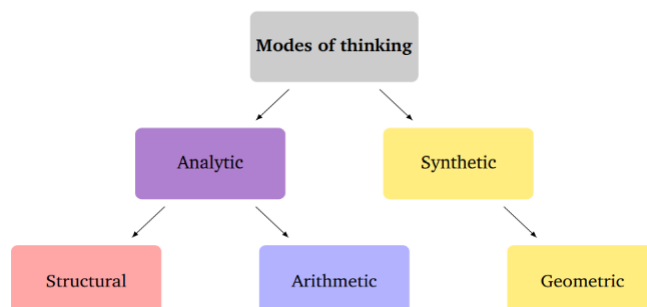 Modes of thinking
Analytic
Synthetic
Structural
Arithmetic
Geometric